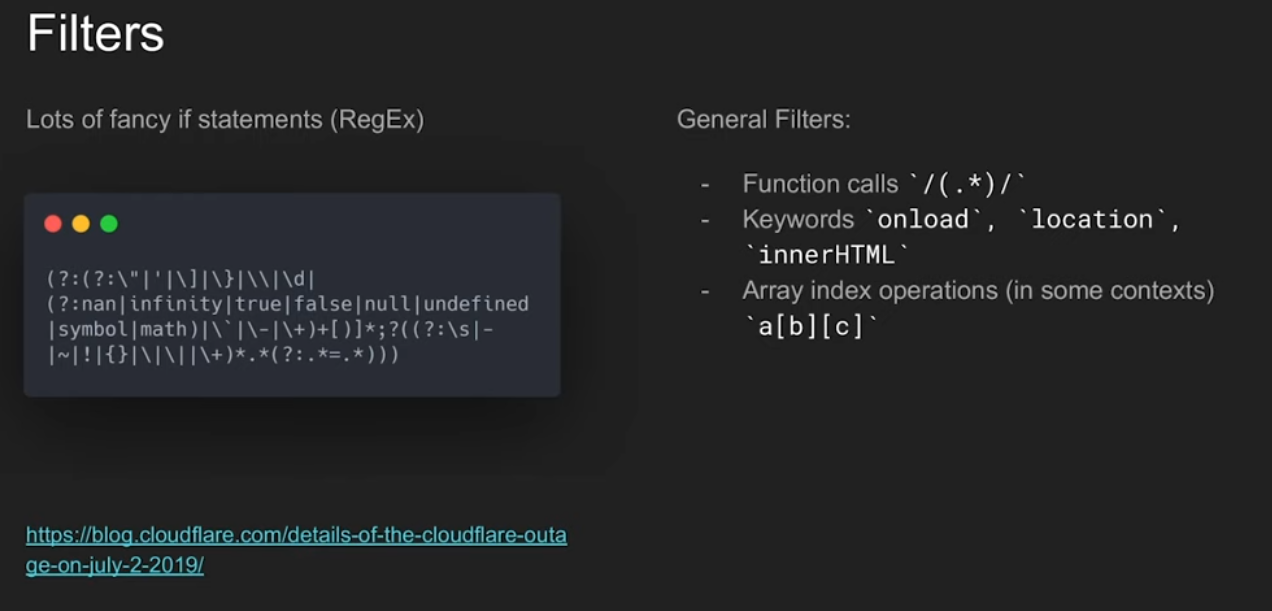 Filters
Lots of fancy if statements (RegEx)
(?:(?:\"|'|\]|\}|\\|\d|
(?:nan|infinity|true|false|null|undefined
|symbol|math)|\`|\-|\+)+[)]*;?((?:\s|-
|~|!|{}|\|\||\+)*.*(?:.*=.*)))
https://blog.cloudflare.com/details-of-the-cloudflare-outa
ge-on-july-2-2019/
General Filters:
- Function calls `/(.*)/`
- Keywords `onload`, `location`,
`innerHTML`
- Array index operations (in some contexts)
`a[b][c]`